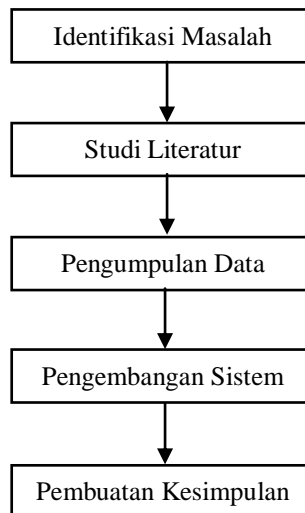 Identifikasi Masalah
Studi Literatur
Pengumpulan Data
Pengembangan Sistem
Pembuatan Kesimpulan